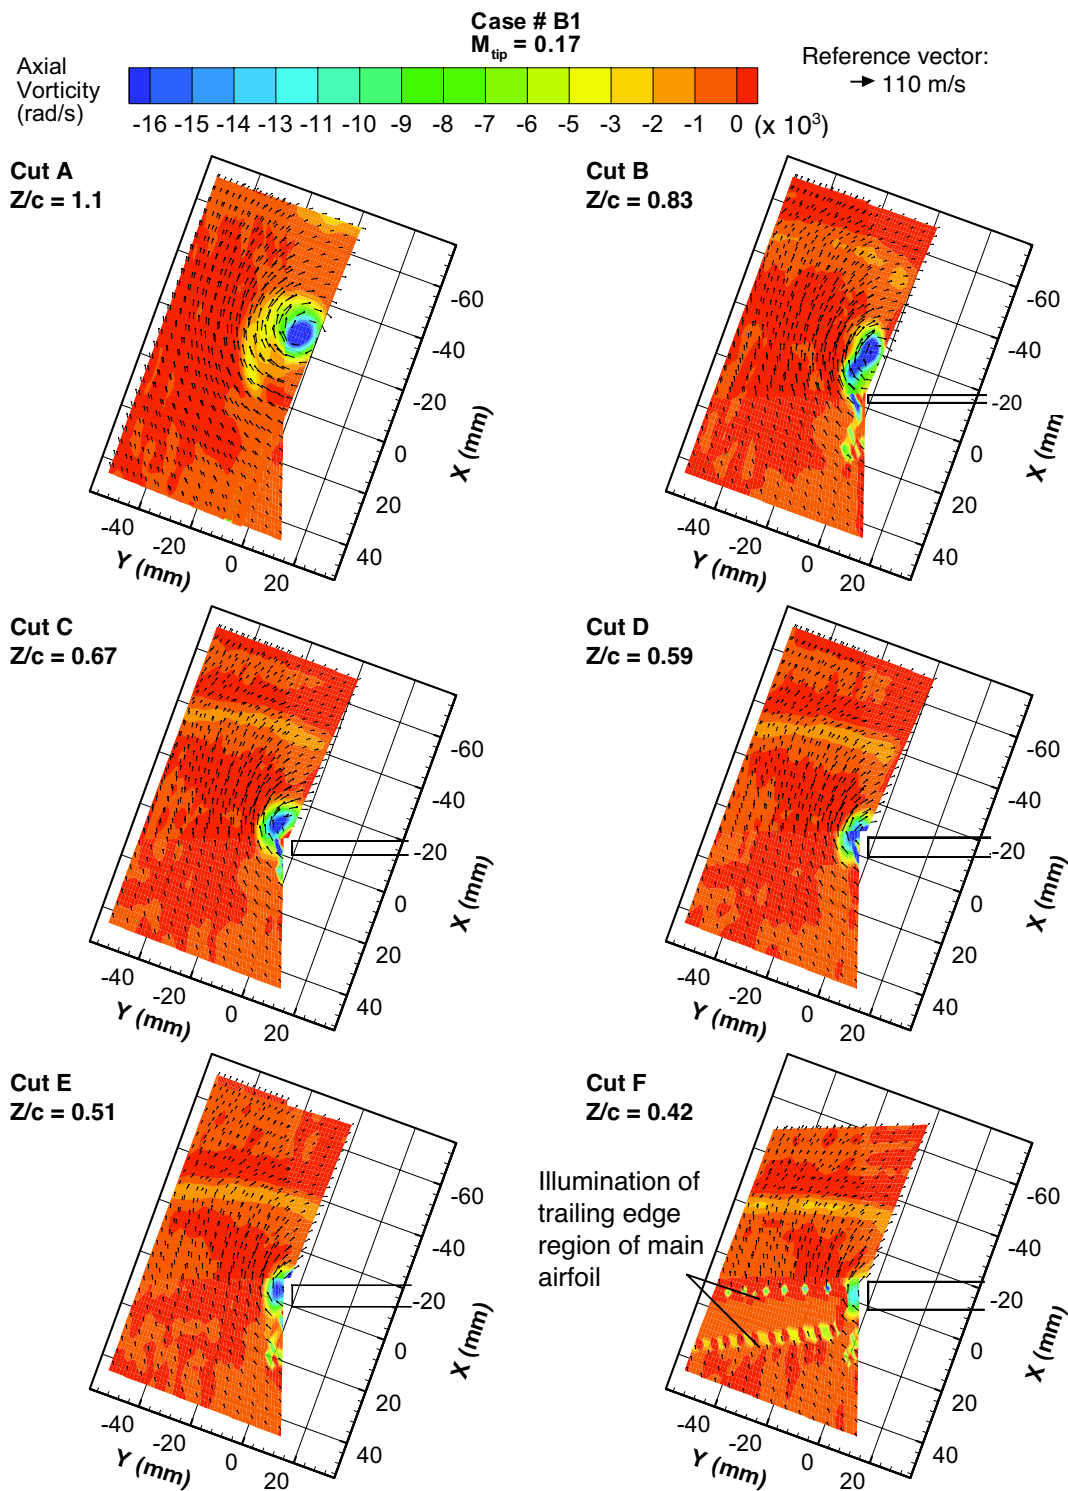 Case # B1
M_tip = 0.17
Axial
Vorticity
(rad/s)
-16 -15 -14 -13 -11 -10 -9 -8 -7 -6 -5 -3 -2 -1 0 (x 10^3)
Reference vector:
110 m/s
Cut A
Z/c = 1.1
-60
-40
-20
0
20
40
X (mm)
-40
-20
0
20
Y (mm)
Cut B
Z/c = 0.83
-60
-40
-20
0
20
40
X (mm
-40
-20
0
20
Y (mm)
Cut C
Z/c = 0.67
-60
-40
-20
0
20
40
X (mm)
-40
-20
0
20
Y (mm)
Cut D
Z/c = 0.59
-60
-40
-20
0
20
40
X (mm)
-40
-20
0
20
Y (mm)
Cut E
Z/c = 0.51
-60
-40
-20
0
20
40
X (mm)
-40
-20
0
20
Y (mm)
Cut F
Z/c = 0.42
Illumination of
trailing edge
region of main
airfoil
-60
-40
-20
0
20
40
X (mm)
-40
-20
0
20
Y (mm)